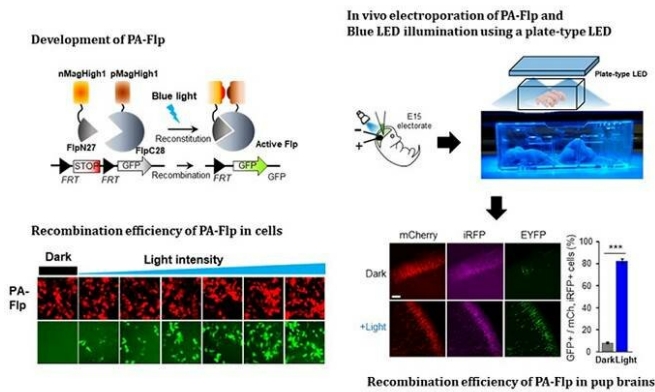 Development of PA-Flp
nMagHigh1 pMagHigh1
Blue light
Reconstitution
FlpN27
FlpC28
Active Flp
STOP GFP
Recombination
GFP
FRT FRT
FRT
GFP
In vivo electroporation of PA-Flp and
Blue LED illumination using a plate-type LED
Plate-type LED
E15
electorate
-
+
Recombination efficiency of PA-Flp in cells
Dark
Light intensity
PA-
Flp
mCherry iRFP EYFP
Dark
+Light
GFP+ / mCh, iRFP+ cells (%)
100
80
60
40
20
0
***
Dark Light
Recombination efficiency of PA-Flp in pup brains